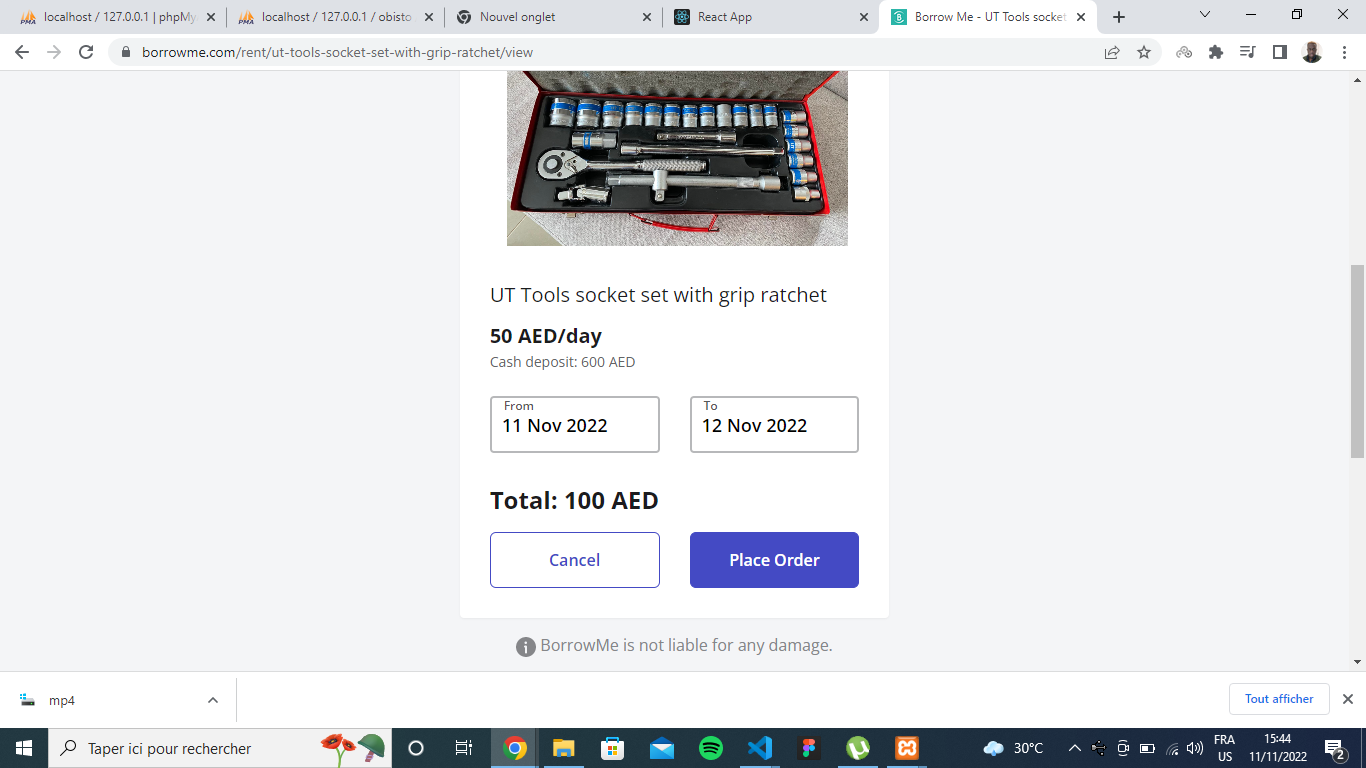 localhost / 127.0.0.1 | phpMy
localhost / 127.0.0.1 / obisto
Nouvel onglet
React App
Borrow Me - UT Tools socket
borrowme.com/rent/ut-tools-socket-set-with-grip-ratchet/view
UT Tools socket set with grip ratchet
50 AED/day
Cash deposit: 600 AED
From
11 Nov 2022
To
12 Nov 2022
Total: 100 AED
Cancel
Place Order
BorrowMe is not liable for any damage.
mp4
Tout afficher
Taper ici pour rechercher
30°C
FRA
US
15:44
11/11/2022
2